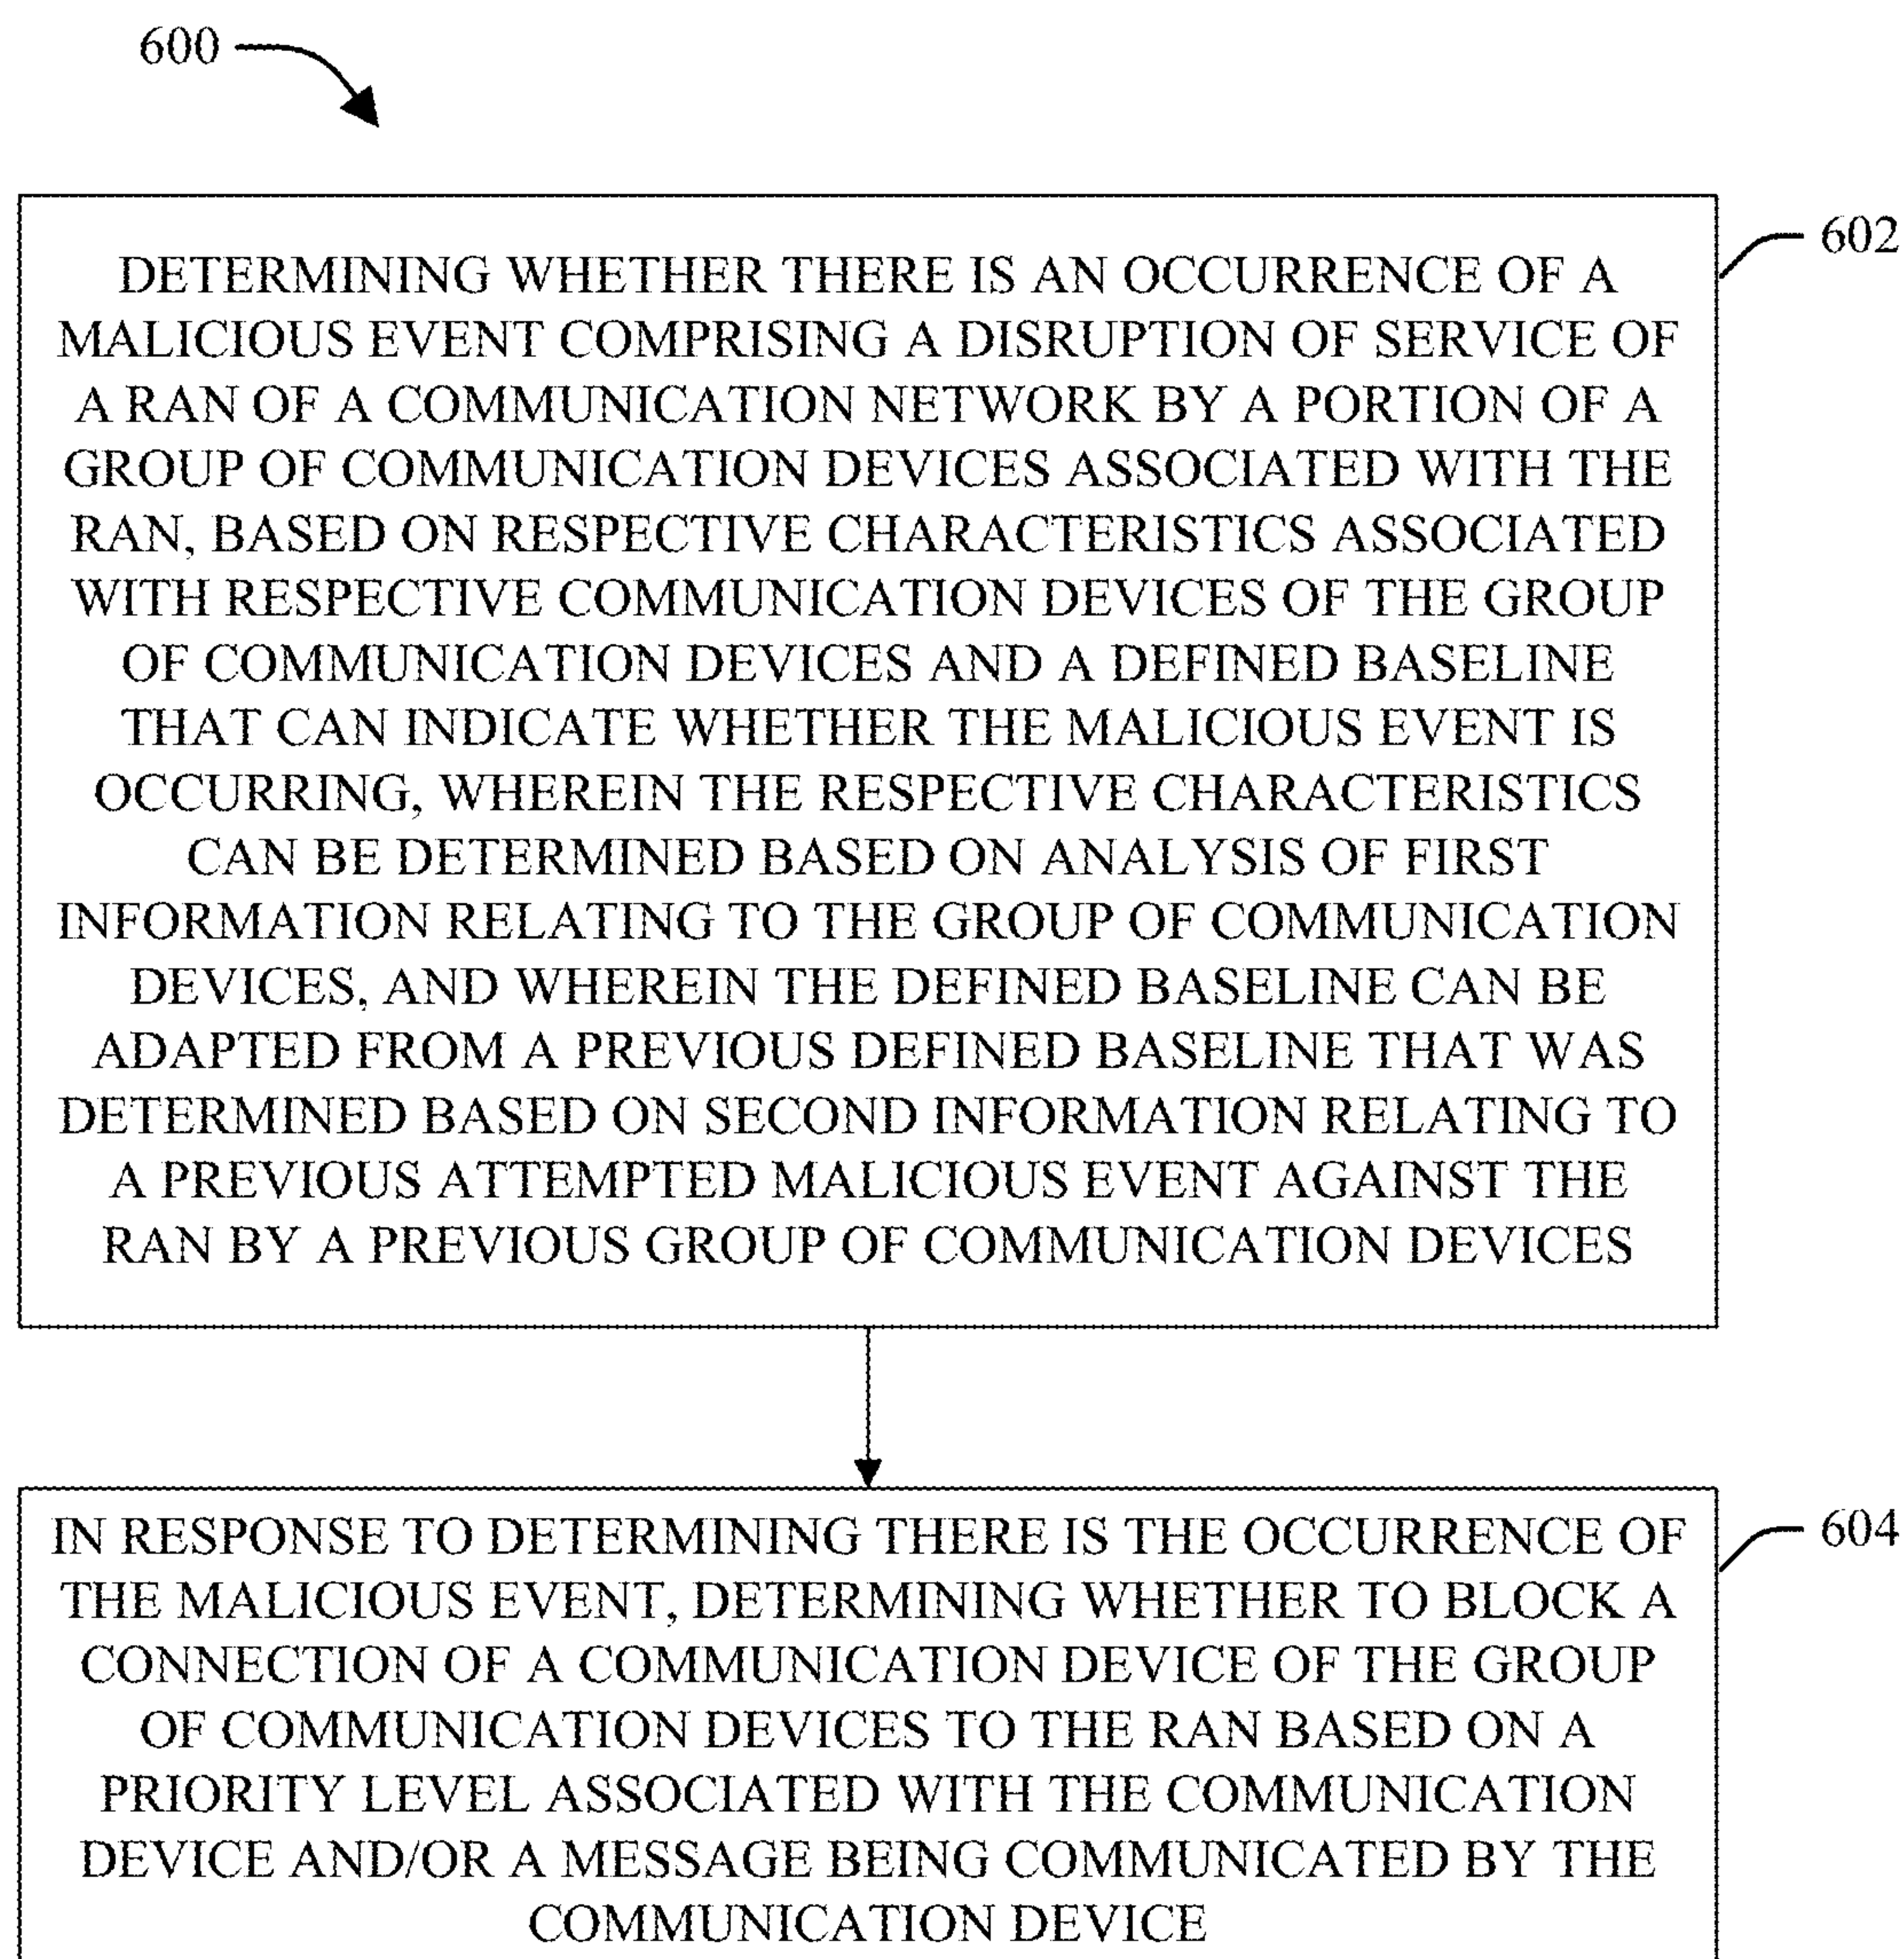 600
602
DETERMINING WHETHER THERE IS AN OCCURRENCE OF A
MALICIOUS EVENT COMPRISING A DISRUPTION OF SERVICE OF
A RAN OF A COMMUNICATION NETWORK BY A PORTION OF A
GROUP OF COMMUNICATION DEVICES ASSOCIATED WITH THE
RAN, BASED ON RESPECTIVE CHARACTERISTICS ASSOCIATED
WITH RESPECTIVE COMMUNICATION DEVICES OF THE GROUP
OF COMMUNICATION DEVICES AND A DEFINED BASELINE
THAT CAN INDICATE WHETHER THE MALICIOUS EVENT IS
OCCURRING, WHEREIN THE RESPECTIVE CHARACTERISTICS
CAN BE DETERMINED BASED ON ANALYSIS OF FIRST
INFORMATION RELATING TO THE GROUP OF COMMUNICATION
DEVICES, AND WHEREIN THE DEFINED BASELINE CAN BE
ADAPTED FROM A PREVIOUS DEFINED BASELINE THAT WAS
DETERMINED BASED ON SECOND INFORMATION RELATING TO
A PREVIOUS ATTEMPTED MALICIOUS EVENT AGAINST THE
RAN BY A PREVIOUS GROUP OF COMMUNICATION DEVICES
604
IN RESPONSE TO DETERMINING THERE IS THE OCCURRENCE OF
THE MALICIOUS EVENT, DETERMINING WHETHER TO BLOCK A
CONNECTION OF A COMMUNICATION DEVICE OF THE GROUP
OF COMMUNICATION DEVICES TO THE RAN BASED ON A
PRIORITY LEVEL ASSOCIATED WITH THE COMMUNICATION
DEVICE AND/OR A MESSAGE BEING COMMUNICATED BY THE
COMMUNICATION DEVICE